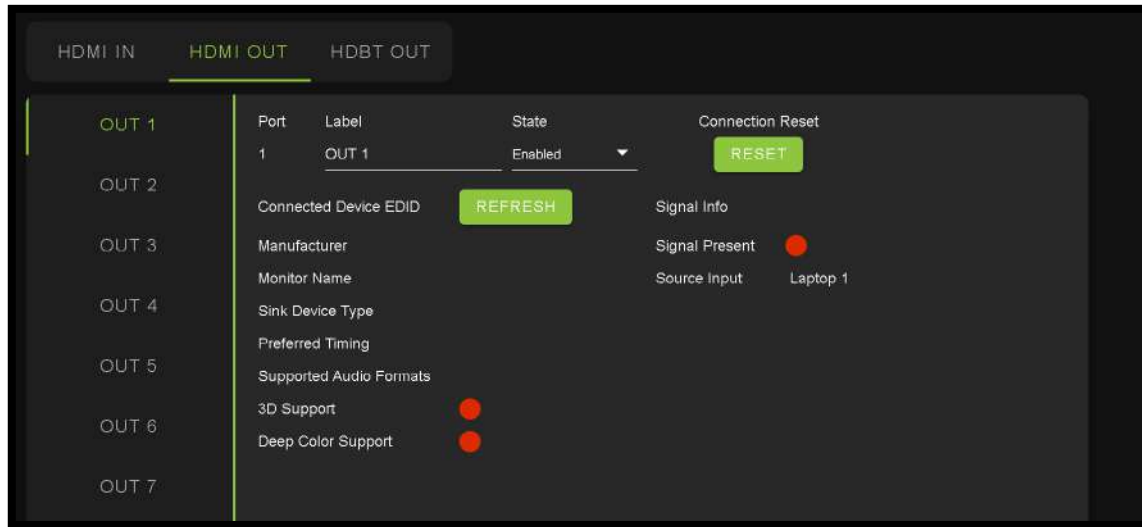 HDMI IN HDMI OUT HDBT OUT
OUT 1
OUT 2
OUT 3
OUT 4
OUT 5
OUT 6
OUT 7
Port Label State Connection Reset
1 OUT 1 Enabled RESET
Connected Device EDID REFRESH Signal Info
Manufacturer Signal Present
Monitor Name Source Input Laptop 1
Sink Device Type
Preferred Timing
Supported Audio Formats
3D Support
Deep Color Support